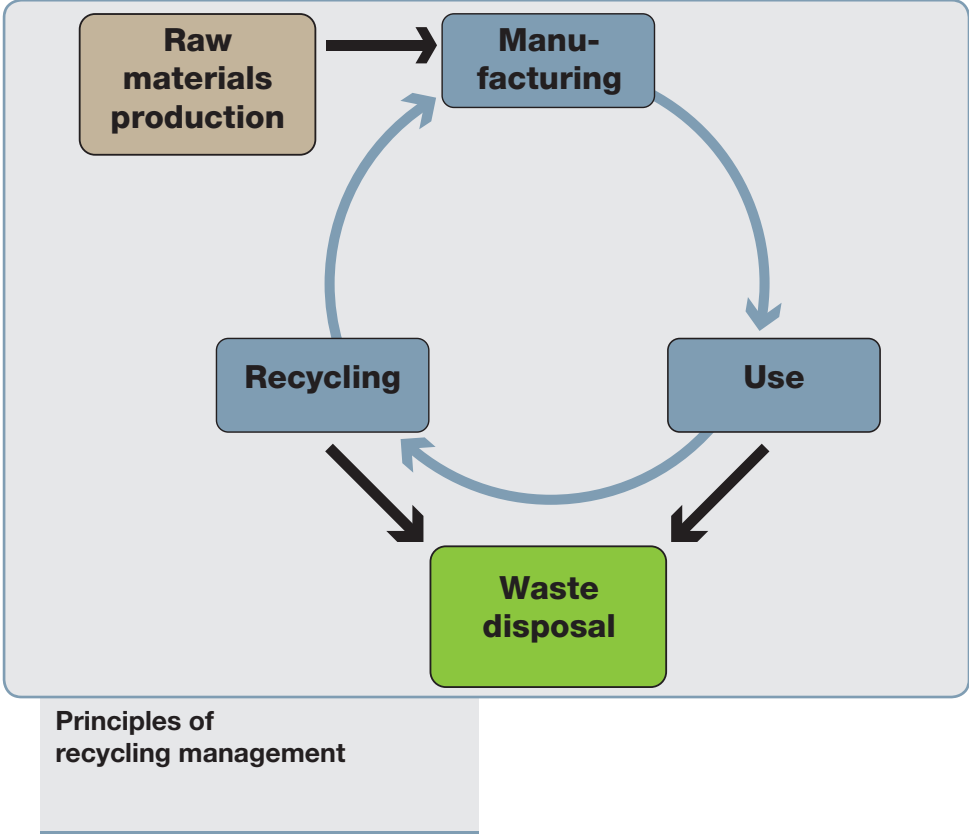 Raw
materials
production
Manu-
facturing
Recycling
Use
Waste
disposal
Principles of
recycling management